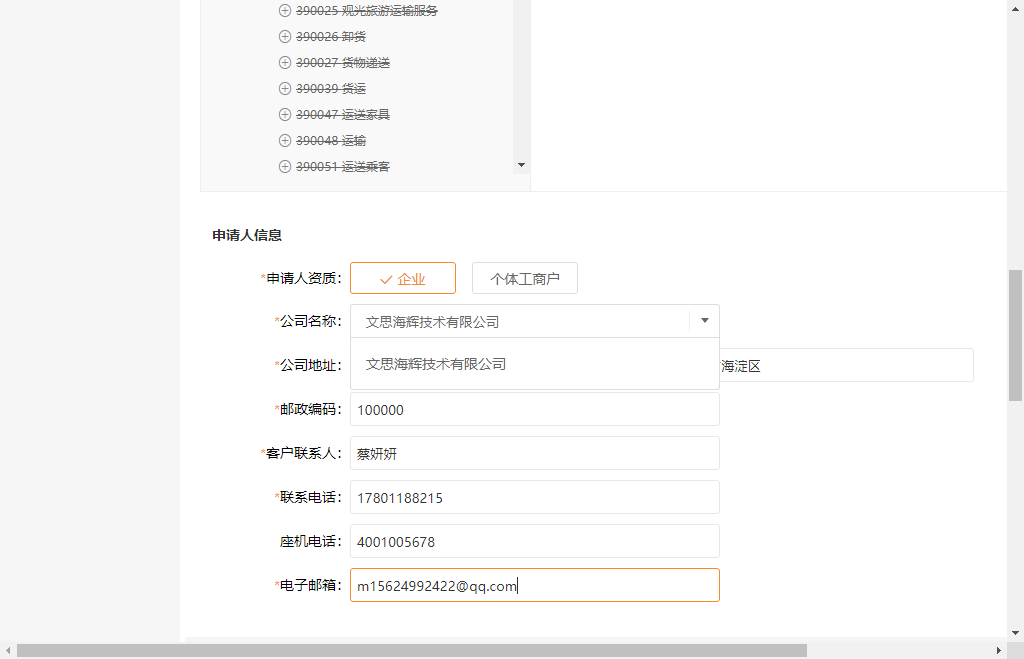 390025 观光旅游运输服务
390026 卸货
390027 货物递送
390039 货运
390047 运送家具
390048 运输
390051 运送乘客
申请人信息
*申请人资质： 企业 个体工商户
*公司名称： 文思海辉技术有限公司
文思海辉技术有限公司
*公司地址： 海淀区
*邮政编码： 100000
*客户联系人： 蔡妍妍
*联系电话： 17801188215
座机电话： 4001005678
*电子邮箱： m15624992422@qq.com